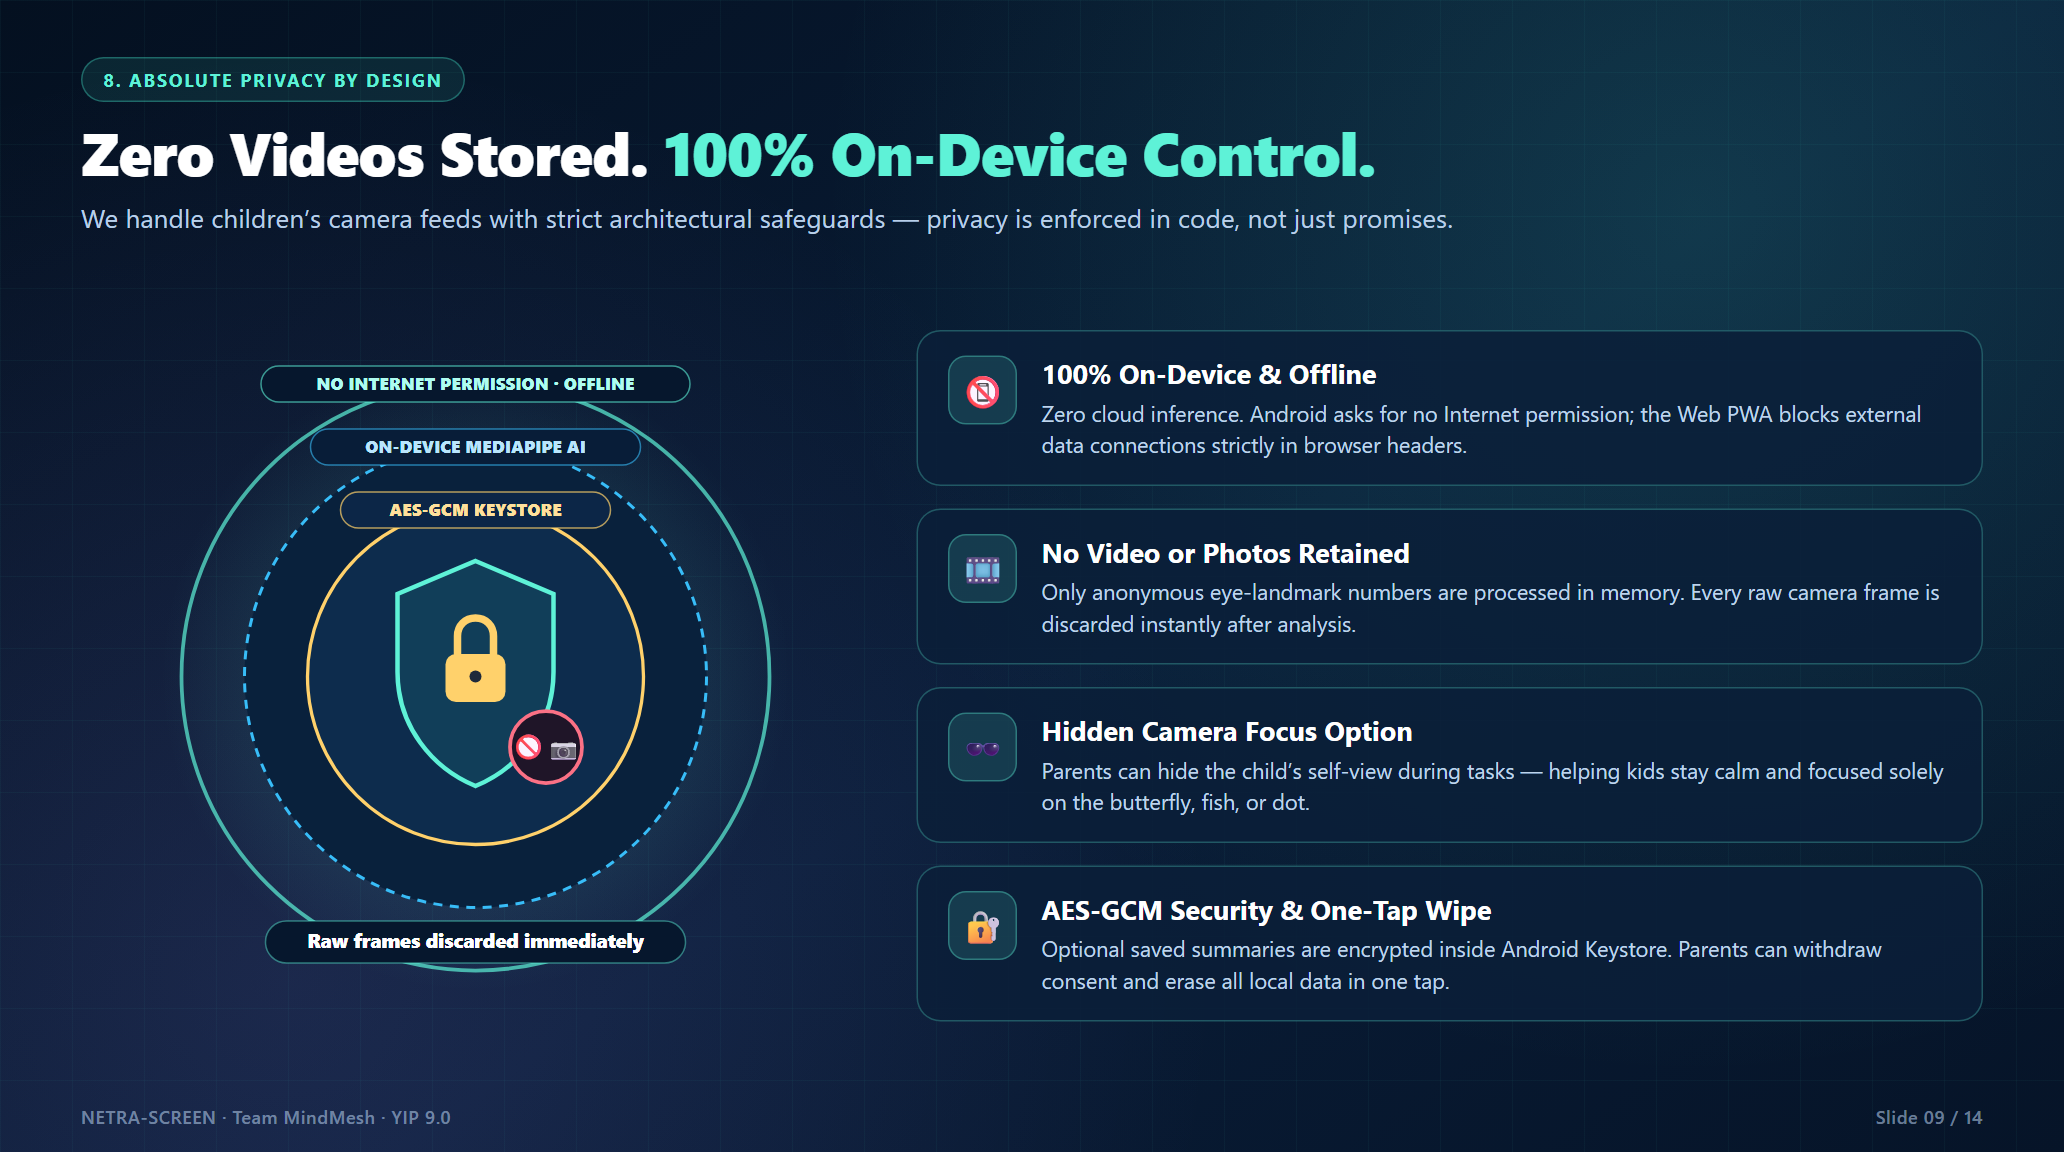 8. ABSOLUTE PRIVACY BY DESIGN
Zero Videos Stored. 100% On-Device Control.
We handle children’s camera feeds with strict architectural safeguards — privacy is enforced in code, not just promises.
NO INTERNET PERMISSION · OFFLINE
ON-DEVICE MEDIAPIPE AI
AES-GCM KEYSTORE
Raw frames discarded immediately
100% On-Device & Offline
Zero cloud inference. Android asks for no Internet permission; the Web PWA blocks external
data connections strictly in browser headers.
No Video or Photos Retained
Only anonymous eye-landmark numbers are processed in memory. Every raw camera frame is
discarded instantly after analysis.
Hidden Camera Focus Option
Parents can hide the child’s self-view during tasks — helping kids stay calm and focused solely
on the butterfly, fish, or dot.
AES-GCM Security & One-Tap Wipe
Optional saved summaries are encrypted inside Android Keystore. Parents can withdraw
consent and erase all local data in one tap.
NETRA-SCREEN · Team MindMesh · YIP 9.0
Slide 09 / 14